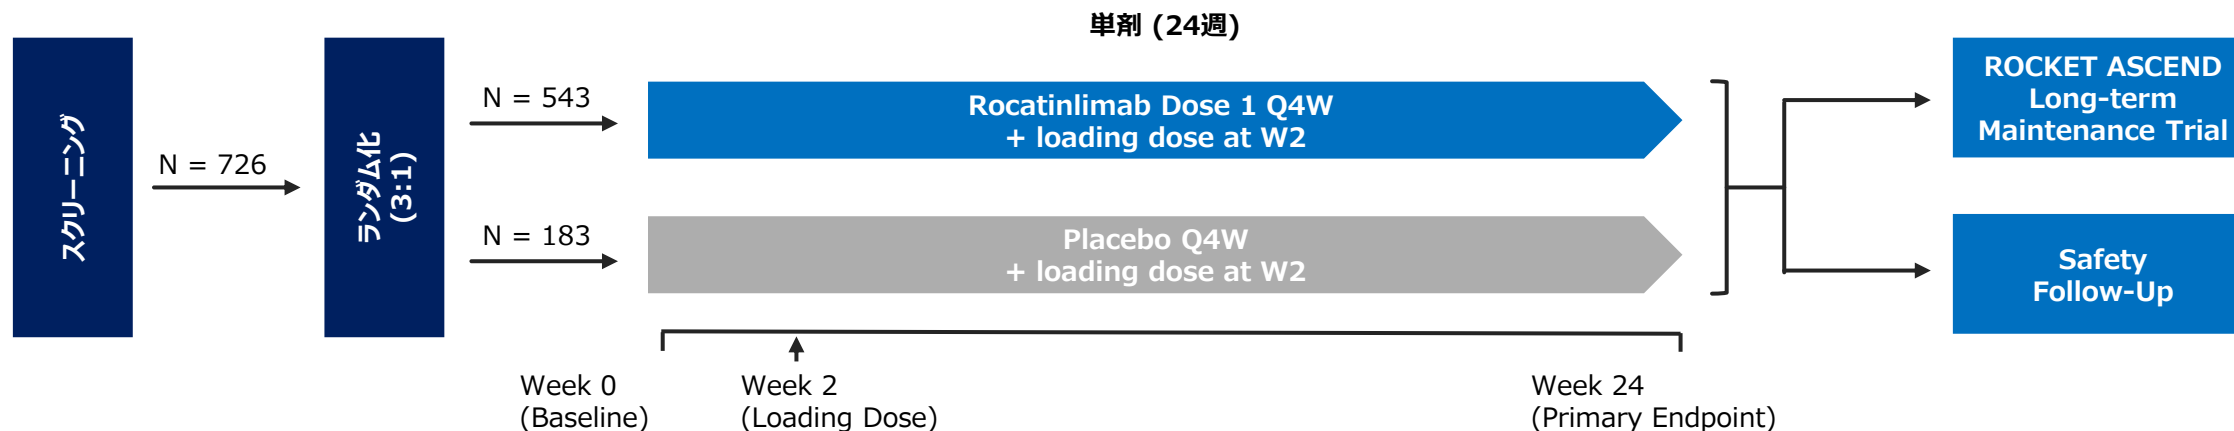 単剤 (24週)
スクリーニング
N = 726
ランダム化
(3:1)
N = 543
Rocatinlimab Dose 1 Q4W
+ loading dose at W2
N = 183
Placebo Q4W
+ loading dose at W2
ROCKET ASCEND
Long-term
Maintenance Trial
Safety
Follow-Up
Week 0
(Baseline)
Week 2
(Loading Dose)
Week 24
(Primary Endpoint)